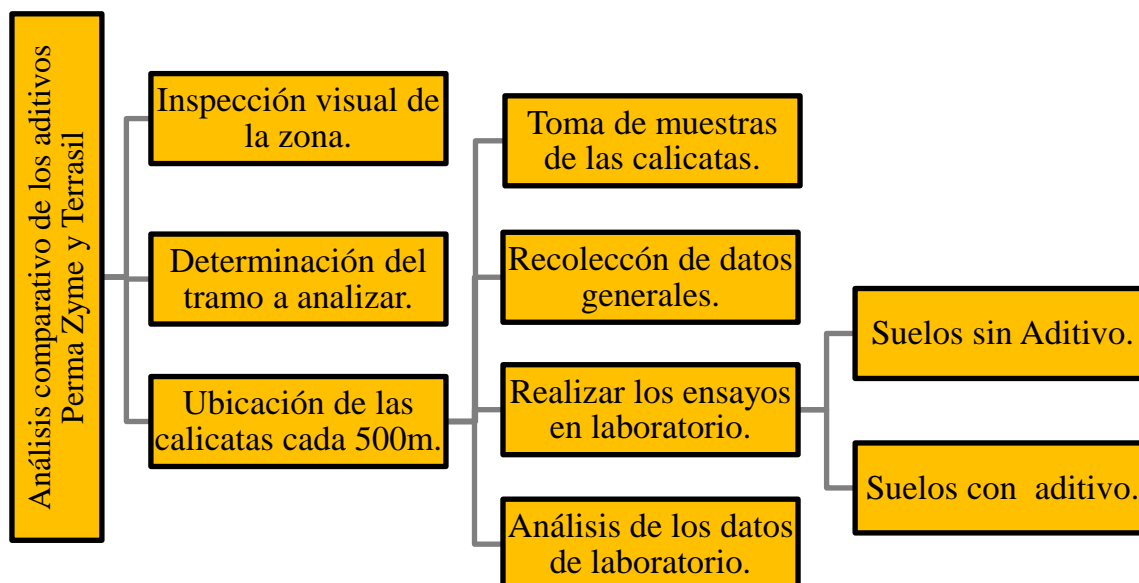 Análisis comparativo de los aditivos
Perma Zyme y Terrasil
Inspección visual de
la zona.
Determinación del
tramo a analizar.
Ubicación de las
calicatas cada 500m.
Toma de muestras
de las calicatas.
Recoleccón de datos
generales.
Realizar los ensayos
en laboratorio.
Análisis de los datos
de laboratorio.
Suelos sin Aditivo.
Suelos con aditivo.